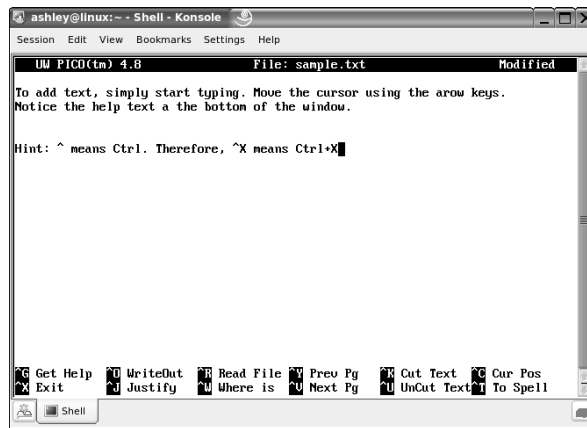 ashley@linux:~ - Shell - Konsole
Session Edit View Bookmarks Settings Help
UW PICO(tm) 4.8 File: sample.txt Modified
To add text, simply start typing. Move the cursor using the arow keys.
Notice the help text a the bottom of the window.
Hint: ^ means Ctrl. Therefore, ^X means Ctrl+X
^G Get Help ^O WriteOut ^R Read File ^Y Prev Pg ^K Cut Text ^C Cur Pos
^X Exit ^J Justify ^W Where is ^V Next Pg ^U UnCut Text ^T To Spell
Shell